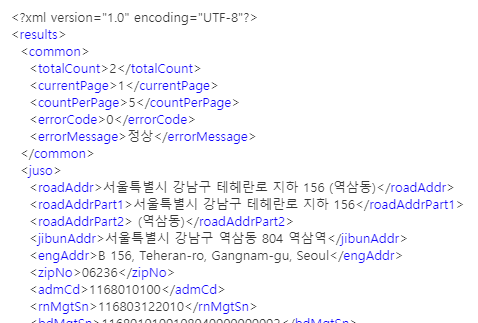 <?xml version="1.0" encoding="UTF-8"?>
<results>
<common>
<totalCount>2</totalCount>
<currentPage>1</currentPage>
<countPerPage>5</countPerPage>
<errorCode>0</errorCode>
<errorMessage>정상</errorMessage>
</common>
<juso>
<roadAddr>서울특별시 강남구 테헤란로 지하 156 (역삼동)</roadAddr>
<roadAddrPart1>서울특별시 강남구 테헤란로 지하 156</roadAddrPart1>
<roadAddrPart2> (역삼동)</roadAddrPart2>
<jibunAddr>서울특별시 강남구 역삼동 804 역삼역</jibunAddr>
<engAddr>B 156, Teheran-ro, Gangnam-gu, Seoul</engAddr>
<zipNo>06236</zipNo>
<admCd>1168010100</admCd>
<rnMgtSn>116803122010</rnMgtSn>